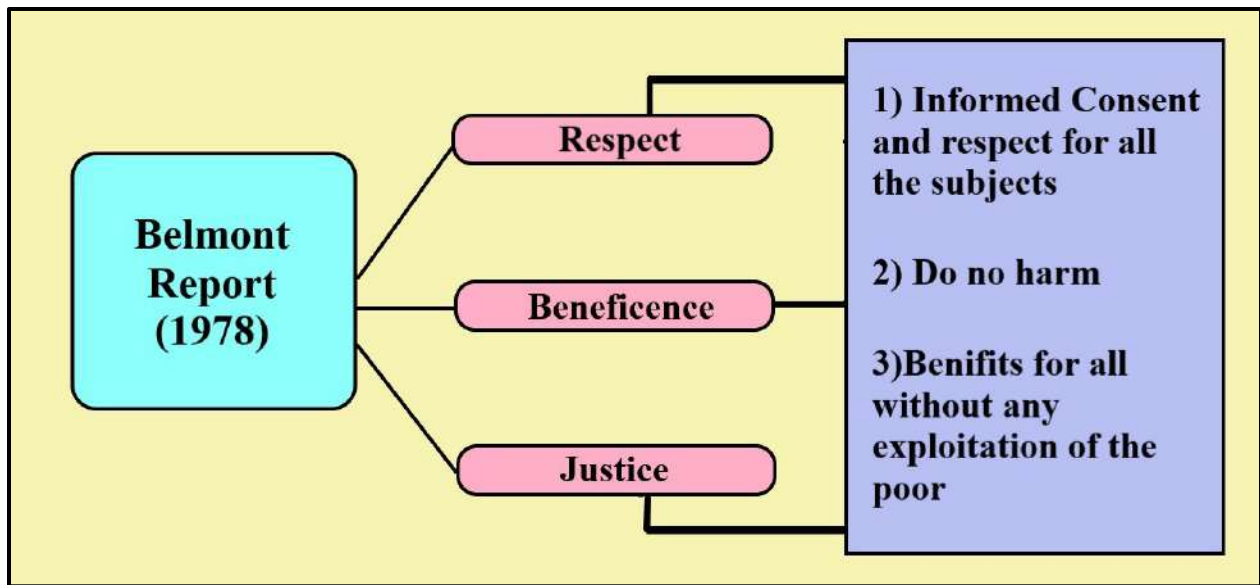 Belmont
Report
(1978)
Respect
Beneficence
Justice
1) Informed Consent
and respect for all
the subjects
2) Do no harm
3)Benifits for all
without any
exploitation of the
poor